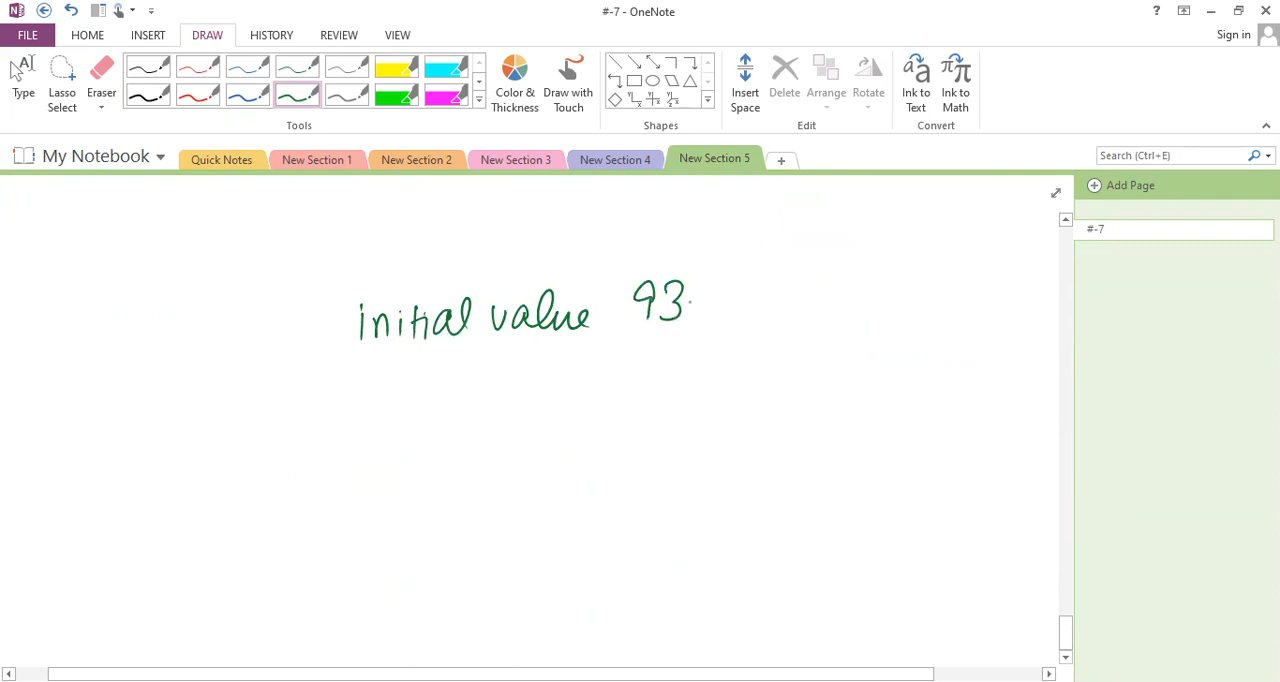 #-7 - OneNote
FILE HOME INSERT DRAW HISTORY REVIEW VIEW Sign in
Type Lasso Select Eraser Color & Thickness Draw with Touch Insert Space Delete Arrange Rotate Ink to Text Ink to Math
Tools Shapes Edit Convert
My Notebook Quick Notes New Section 1 New Section 2 New Section 3 New Section 4 New Section 5 Search (Ctrl+E)
Add Page
#-7
initial value 93